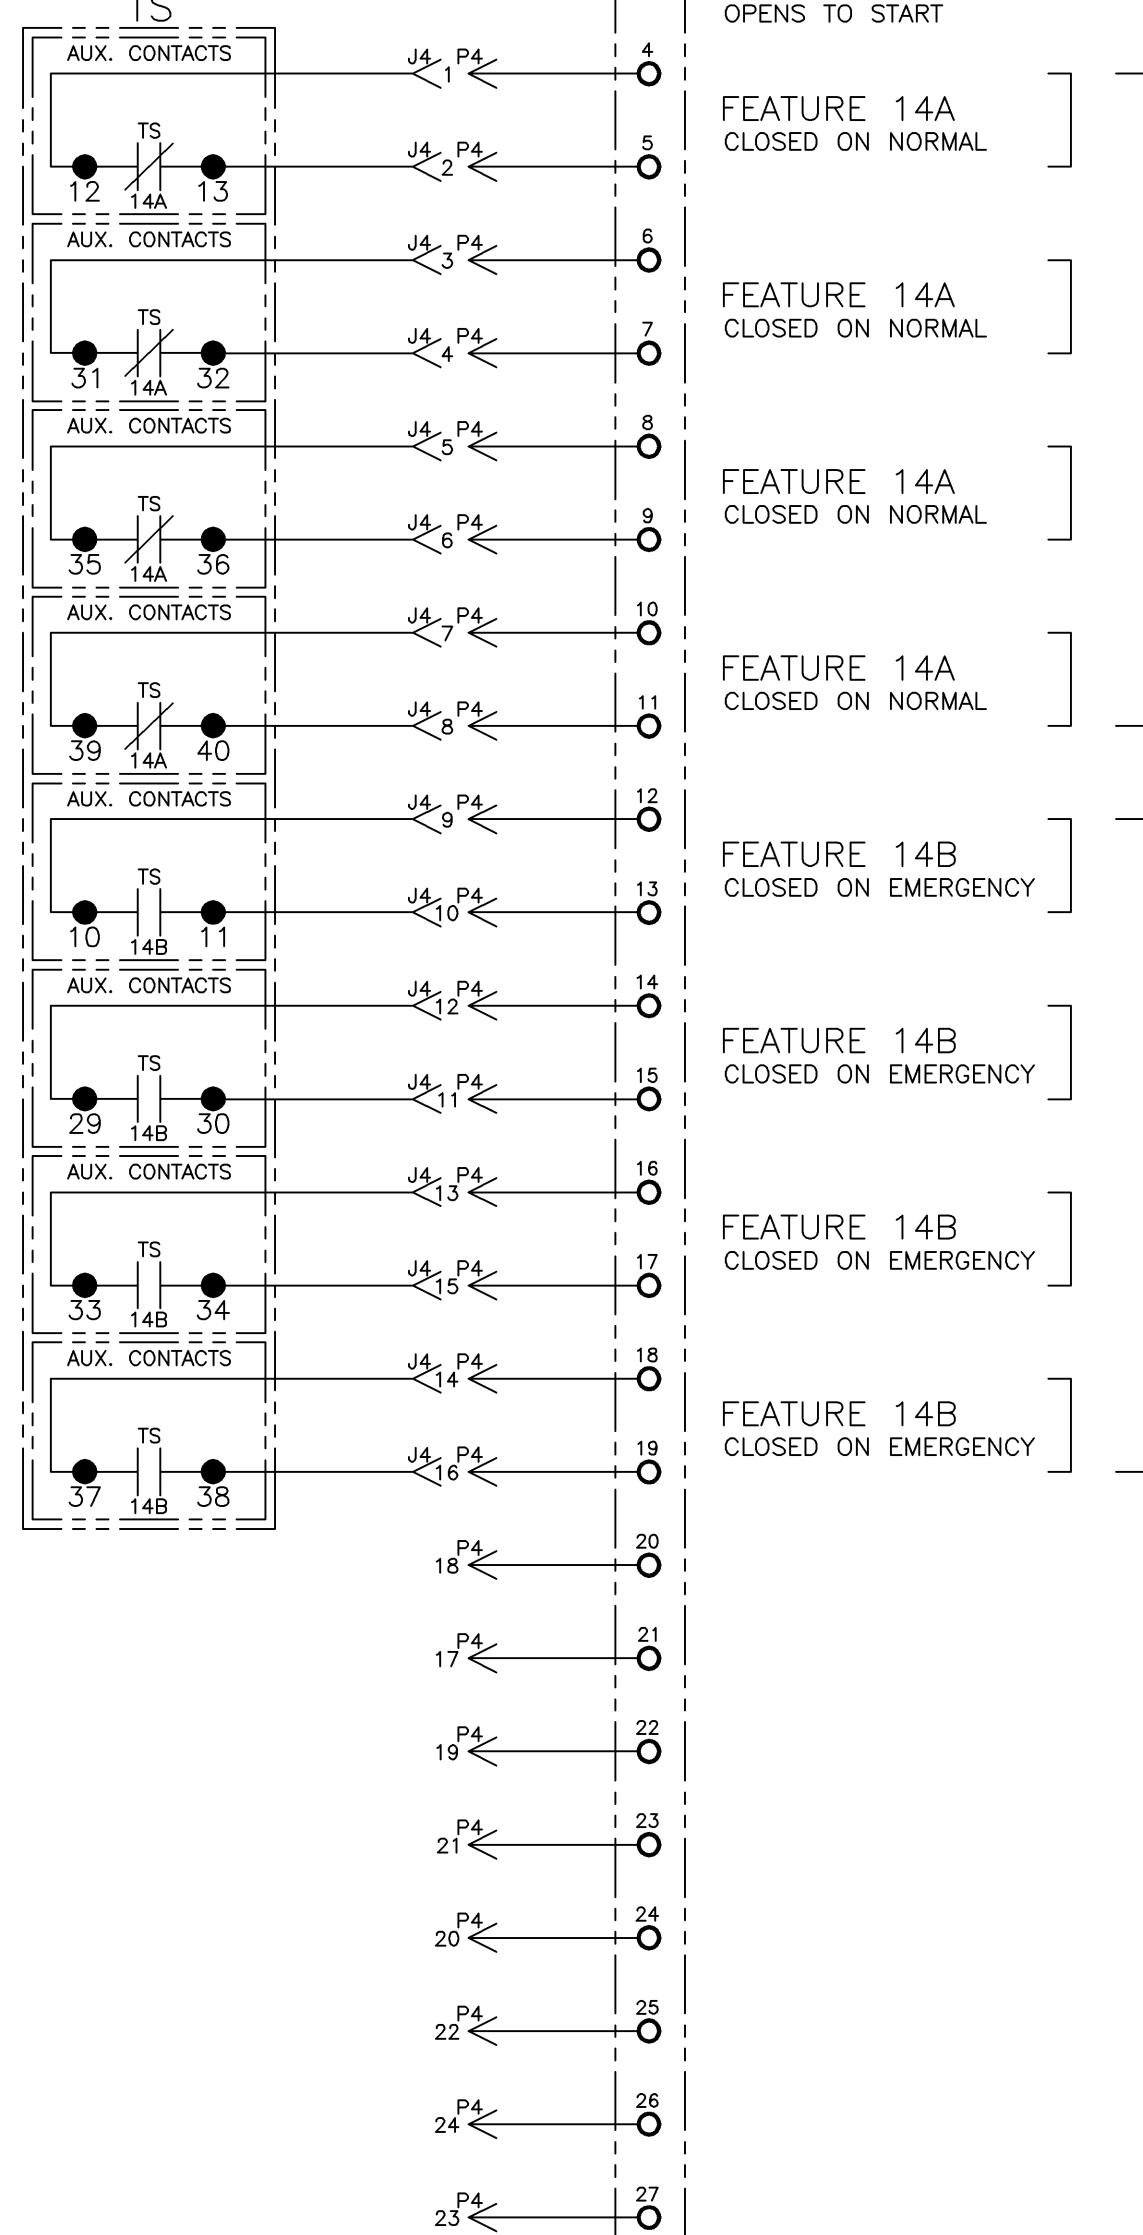 TS
OPENS TO START
AUX. CONTACTS
J4 1 P4 4
FEATURE 14A
CLOSED ON NORMAL
TS
J4 2 P4 5
12 14A 13
AUX. CONTACTS
J4 3 P4 6
FEATURE 14A
CLOSED ON NORMAL
TS
J4 4 P4 7
31 14A 32
AUX. CONTACTS
J4 5 P4 8
FEATURE 14A
CLOSED ON NORMAL
TS
J4 6 P4 9
35 14A 36
AUX. CONTACTS
J4 7 P4 10
FEATURE 14A
CLOSED ON NORMAL
TS
J4 8 P4 11
39 14A 40
AUX. CONTACTS
J4 9 P4 12
FEATURE 14B
CLOSED ON EMERGENCY
TS
J4 10 P4 13
10 14B 11
AUX. CONTACTS
J4 12 P4 14
FEATURE 14B
CLOSED ON EMERGENCY
TS
J4 11 P4 15
29 14B 30
AUX. CONTACTS
J4 13 P4 16
FEATURE 14B
CLOSED ON EMERGENCY
TS
J4 15 P4 17
33 14B 34
AUX. CONTACTS
J4 14 P4 18
FEATURE 14B
CLOSED ON EMERGENCY
TS
J4 16 P4 19
37 14B 38
18 P4 20
17 P4 21
19 P4 22
21 P4 23
20 P4 24
22 P4 25
24 P4 26
23 P4 27